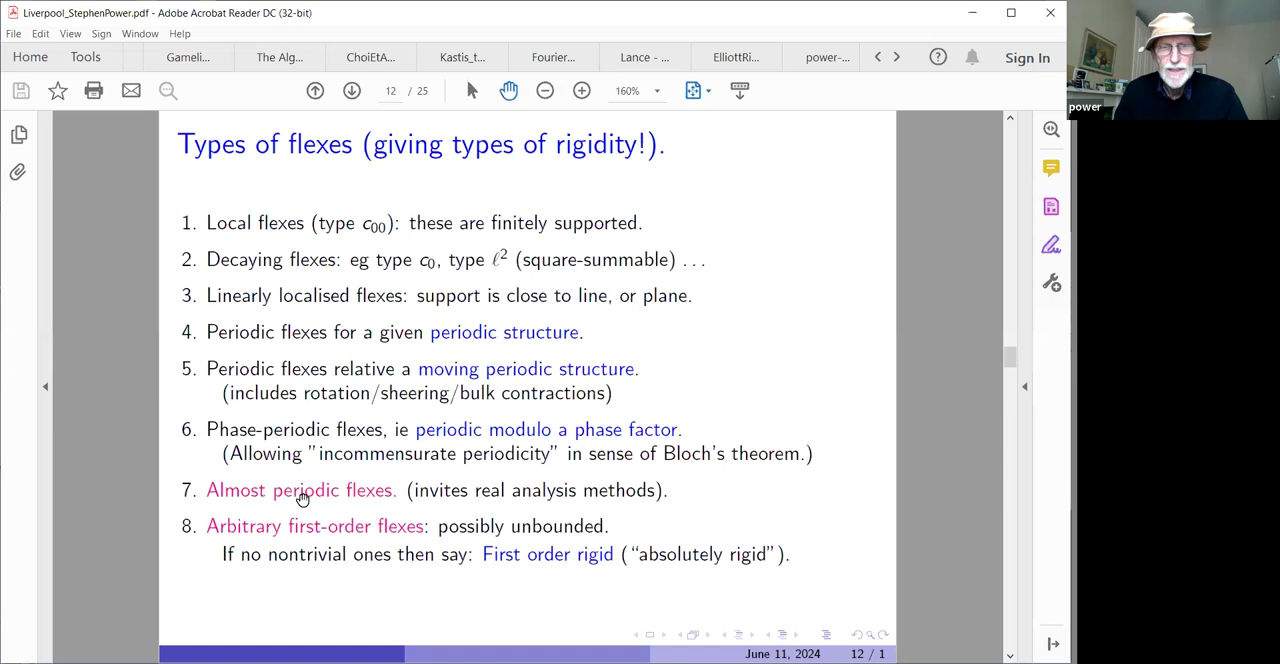 Liverpool_StephenPower.pdf - Adobe Acrobat Reader DC (32-bit)
File Edit View Sign Window Help
Home Tools Gameli... The Alg... ChoiEtA... Kastis_t... Fourier... Lance - ... ElliottRi... power-... Sign In
12 / 25 160%
power
Types of flexes (giving types of rigidity!).
1. Local flexes (type c00): these are finitely supported.
2. Decaying flexes: eg type c0, type ℓ² (square-summable) . . .
3. Linearly localised flexes: support is close to line, or plane.
4. Periodic flexes for a given periodic structure.
5. Periodic flexes relative a moving periodic structure.
(includes rotation/sheering/bulk contractions)
6. Phase-periodic flexes, ie periodic modulo a phase factor.
(Allowing "incommensurate periodicity" in sense of Bloch's theorem.)
7. Almost periodic flexes. (invites real analysis methods).
8. Arbitrary first-order flexes: possibly unbounded.
If no nontrivial ones then say: First order rigid ("absolutely rigid").
June 11, 2024 12 / 1